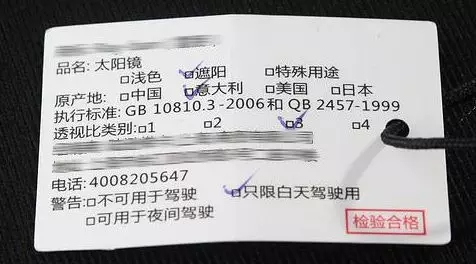 品名: 太阳镜
□浅色 ☑遮阳 □特殊用途
原产地: □中国 ☑意大利 □美国 □日本
执行标准: GB 10810.3-2006和 QB 2457-1999
透视比类别:□1 □2 ☑3 □4
电话: 4008205647
警告:□不可用于驾驶 ☑只限白天驾驶用
□可用于夜间驾驶
检验合格